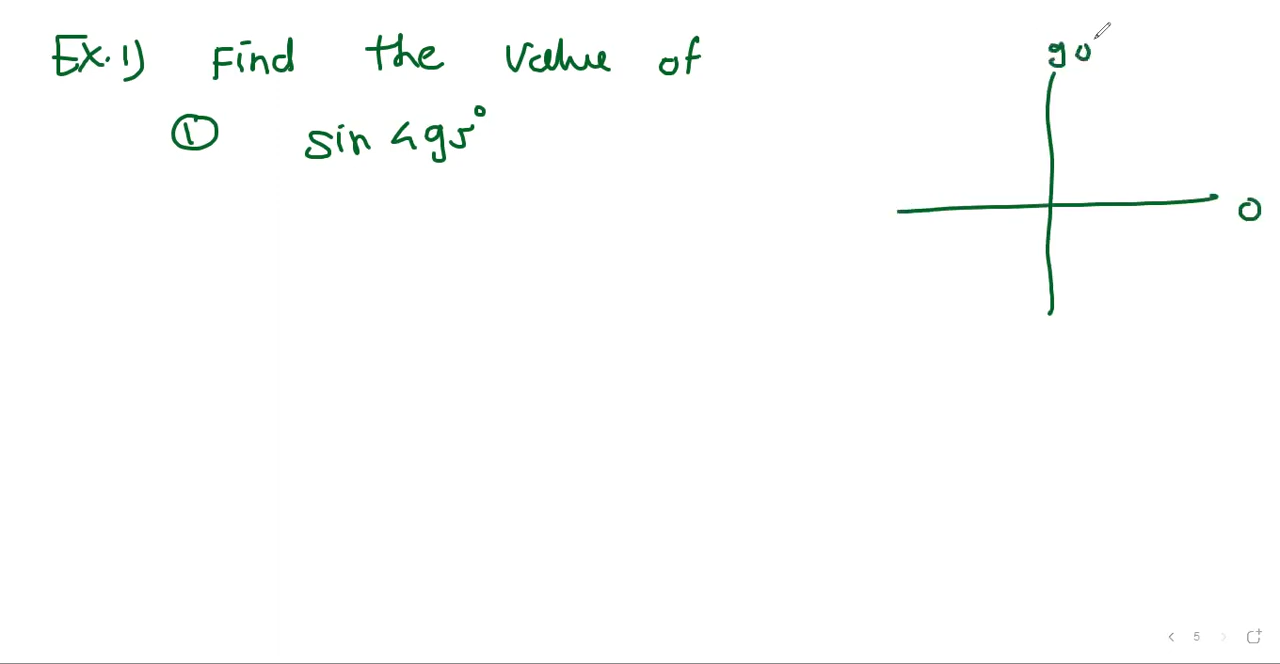 Ex.1) Find the value of
① sin 495°
90°
0
5